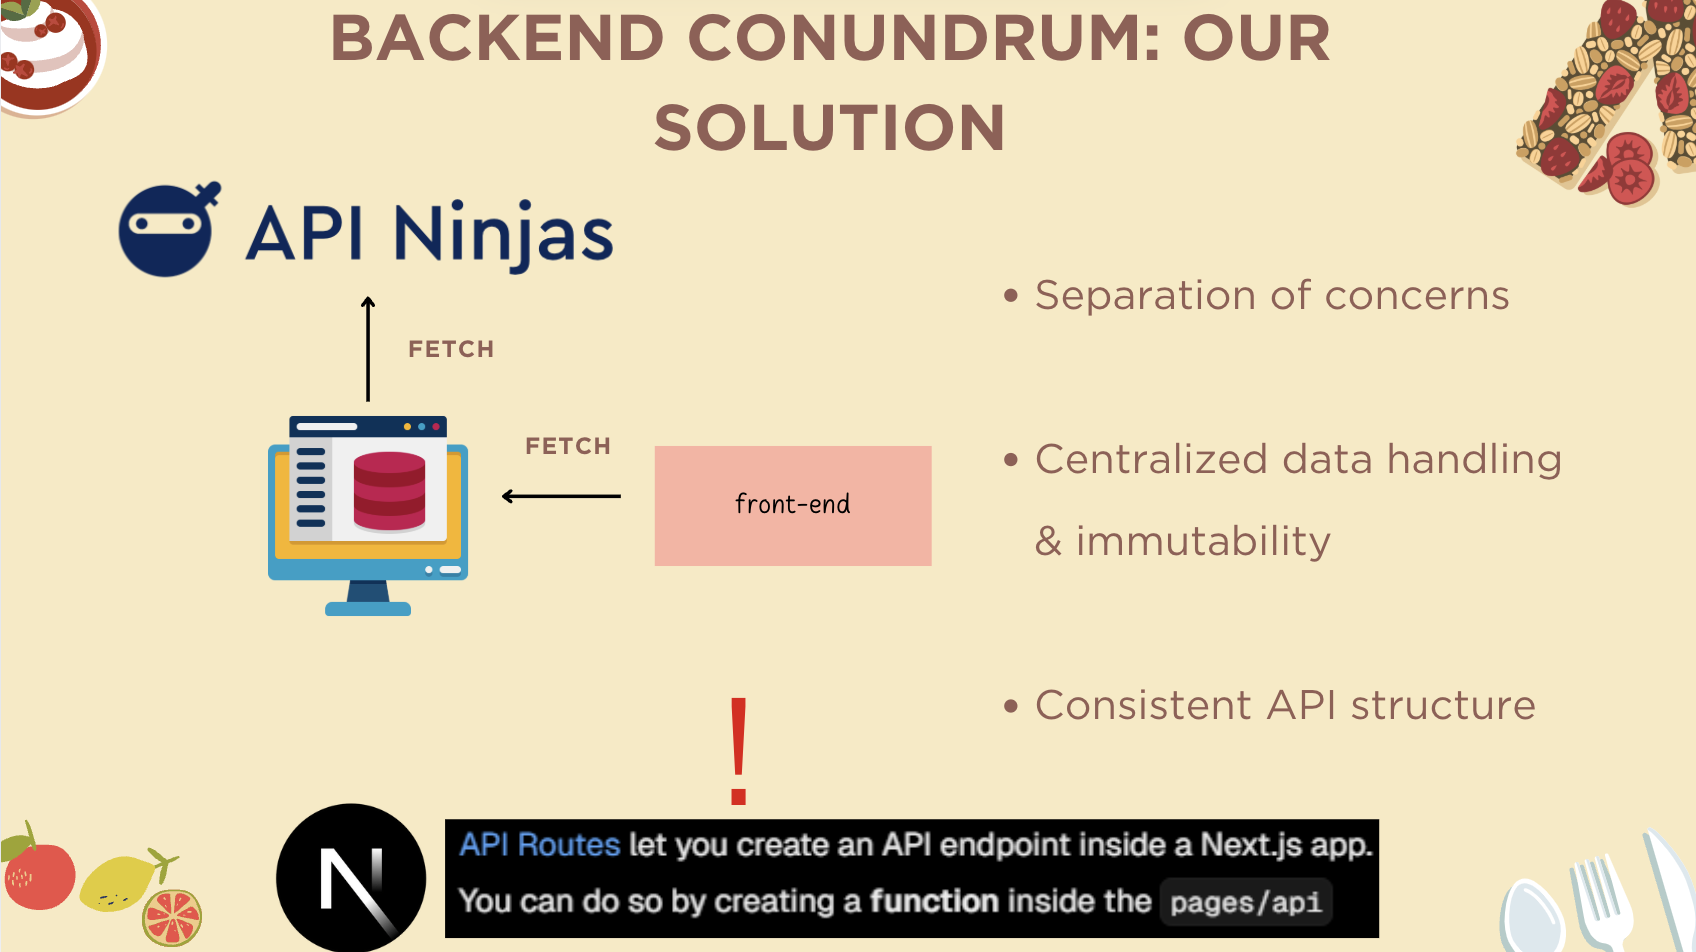 BACKEND CONUNDRUM: OUR
SOLUTION
API Ninjas
FETCH
FETCH
front-end
• Separation of concerns
• Centralized data handling
& immutability
• Consistent API structure
!
N
API Routes let you create an API endpoint inside a Next.js app.
You can do so by creating a function inside the pages/api